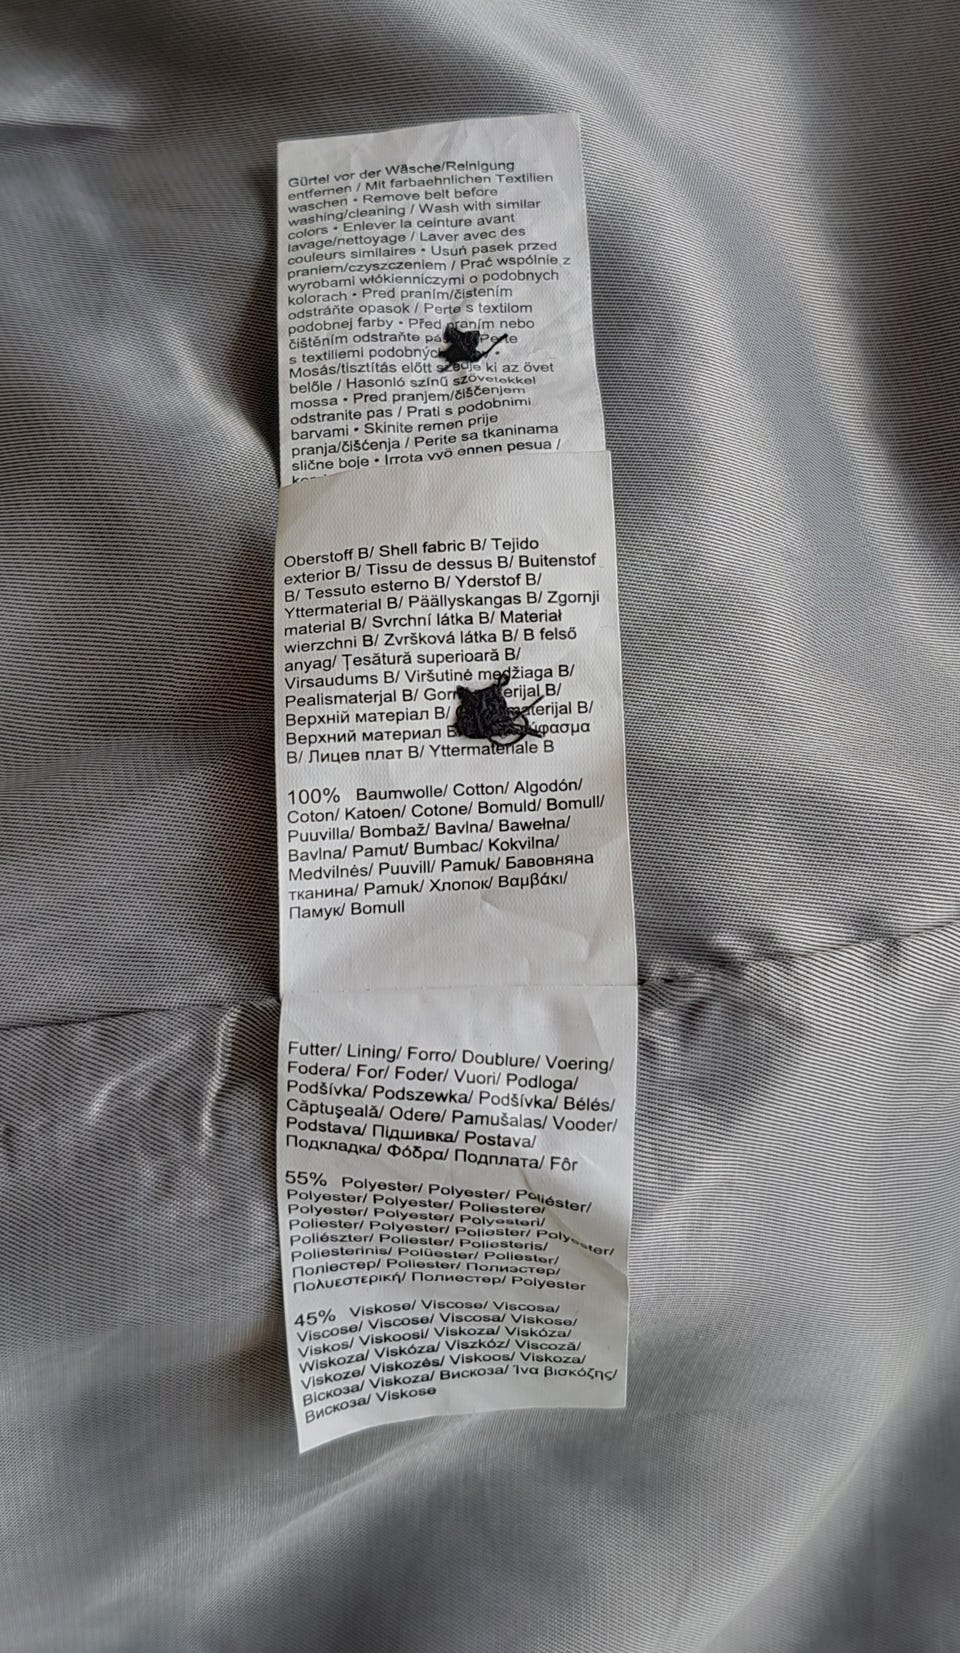 Gürtel vor der Wäsche/Reinigung
entfernen / Mit farbaehnlichen Textilien
waschen • Remove belt before
washing/cleaning / Wash with similar
colors • Enlever la ceinture avant
lavage/nettoyage / Laver avec des
couleurs similaires • Usuń pasek przed
praniem/czyszczeniem / Prać wspólnie z
wyrobami włókienniczymi o podobnych
kolorach • Pred praním/čistením
odstráňte opasok / Perte s textilom
podobnej farby • Před praním nebo
čištěním odstraňte Perte
s textiliemi •
Mosás/tisztítás előtt szedje ki az övet
belőle / Hasonló színű szövetekkel
mossa • Pred pranjem/čiščenjem
odstranite pas / Prati s podobnimi
barvami • Skinite remen prije
pranja/čišćenja / Perite sa tkaninama
slične boje • Irrota vyö ennen pesua /
Oberstoff B/ Shell fabric B/ Tejido
exterior B/ Tissu de dessus B/ Buitenstof
B/ Tessuto esterno B/ Yderstof B/
Yttermaterial B/ Päällyskangas B/ Zgornji
material B/ Svrchní látka B/ Materiał
wierzchni B/ Zvršková látka B/ B felső
anyag/ Țesătură superioară B/
Virsaudums B/ Viršutinė medžiaga B/
Pealismaterjal B/ B/
Верхній матеріал B/ B/
Верхний материал
B/ Лицев плат B/ Yttermateriale B
100% Baumwolle/ Cotton/ Algodón/
Coton/ Katoen/ Cotone/ Bomuld/ Bomull/
Puuvilla/ Bombaž/ Bavlna/ Bawełna/
Bavlna/ Pamut/ Bumbac/ Kokvilna/
Medvilnės/ Puuvill/ Pamuk/ Бавовняна
тканина/ Pamuk/ Хлопок/ Βαμβάκι/
Памук/ Bomull
Futter/ Lining/ Forro/ Doublure/ Voering/
Fodera/ For/ Foder/ Vuori/ Podloga/
Podšívka/ Podszewka/ Podšívka/ Bélés/
Căptuşeală/ Odere/ Pamušalas/ Vooder/
Podstava/ Підшивка/ Postava/
Подкладка/ Φόδρα/ Подплата/ Fôr
55% Polyester/ Polyester/ Poliéster/
Polyester/ Polyester/ Poliestere/
Polyester/ Polyester/ Polyesteri/
Poliester/ Polyester/ Poliester/ Polyester/
Poliészter/ Poliester/ Poliesteris/
Poliesterinis/ Polüester/ Poliester/
Поліестер/ Poliester/ Полиэстер/
Πολυεστερική/ Полиестер/ Polyester
45% Viskose/ Viscose/ Viscosa/
Viscose/ Viscose/ Viscosa/ Viskose/
Viskos/ Viskoosi/ Viskoza/ Viskóza/
Wiskoza/ Viskóza/ Viszkóz/ Viscoză/
Viskoze/ Viskozės/ Viskoos/ Viskoza/
Віскоза/ Viskoza/ Вискоза/ Ίνα βισκόζης/
Вискоза/ Viskose